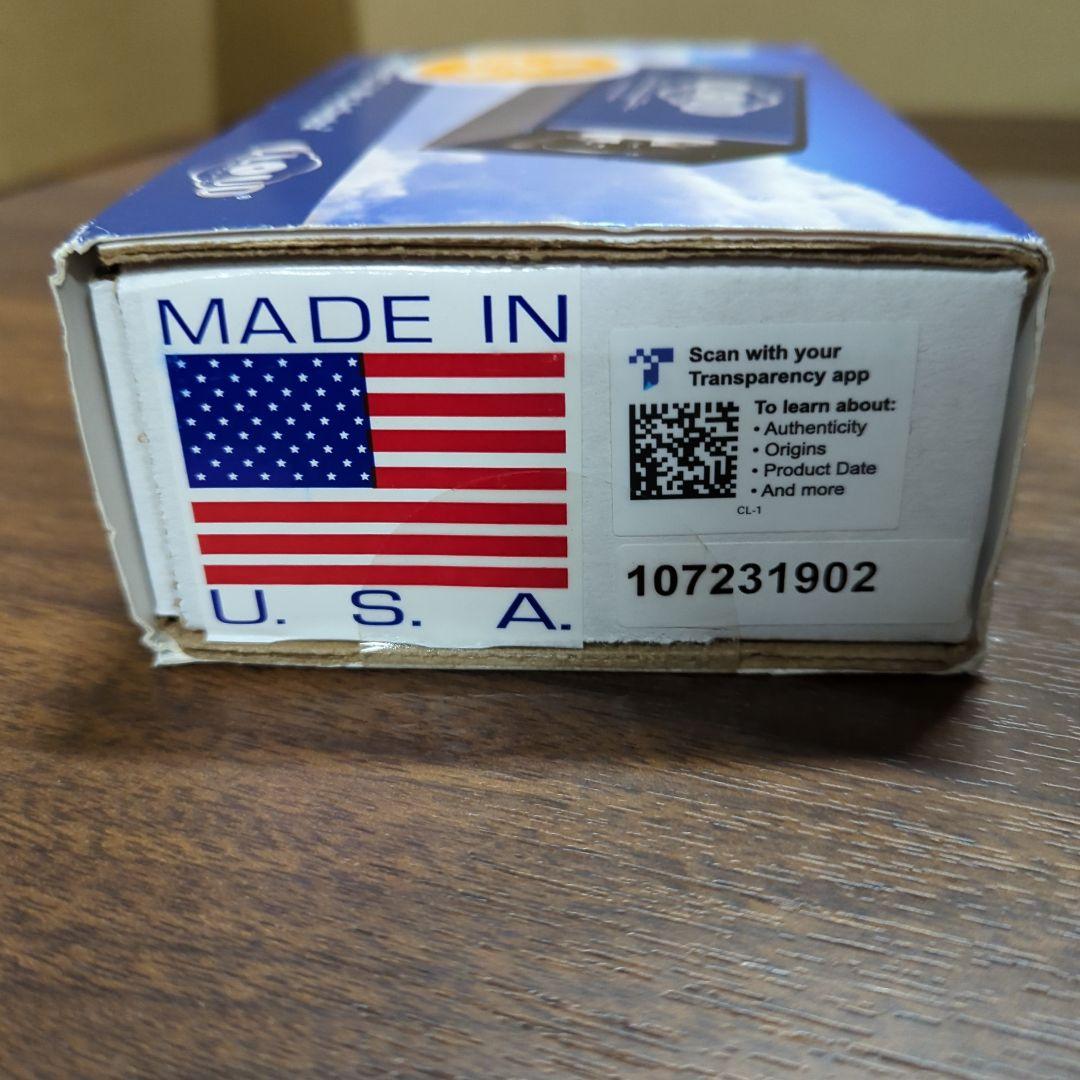 MADE IN
U. S. A.
Scan with your
Transparency app
To learn about:
• Authenticity
• Origins
• Product Date
• And more
CL-1
107231902